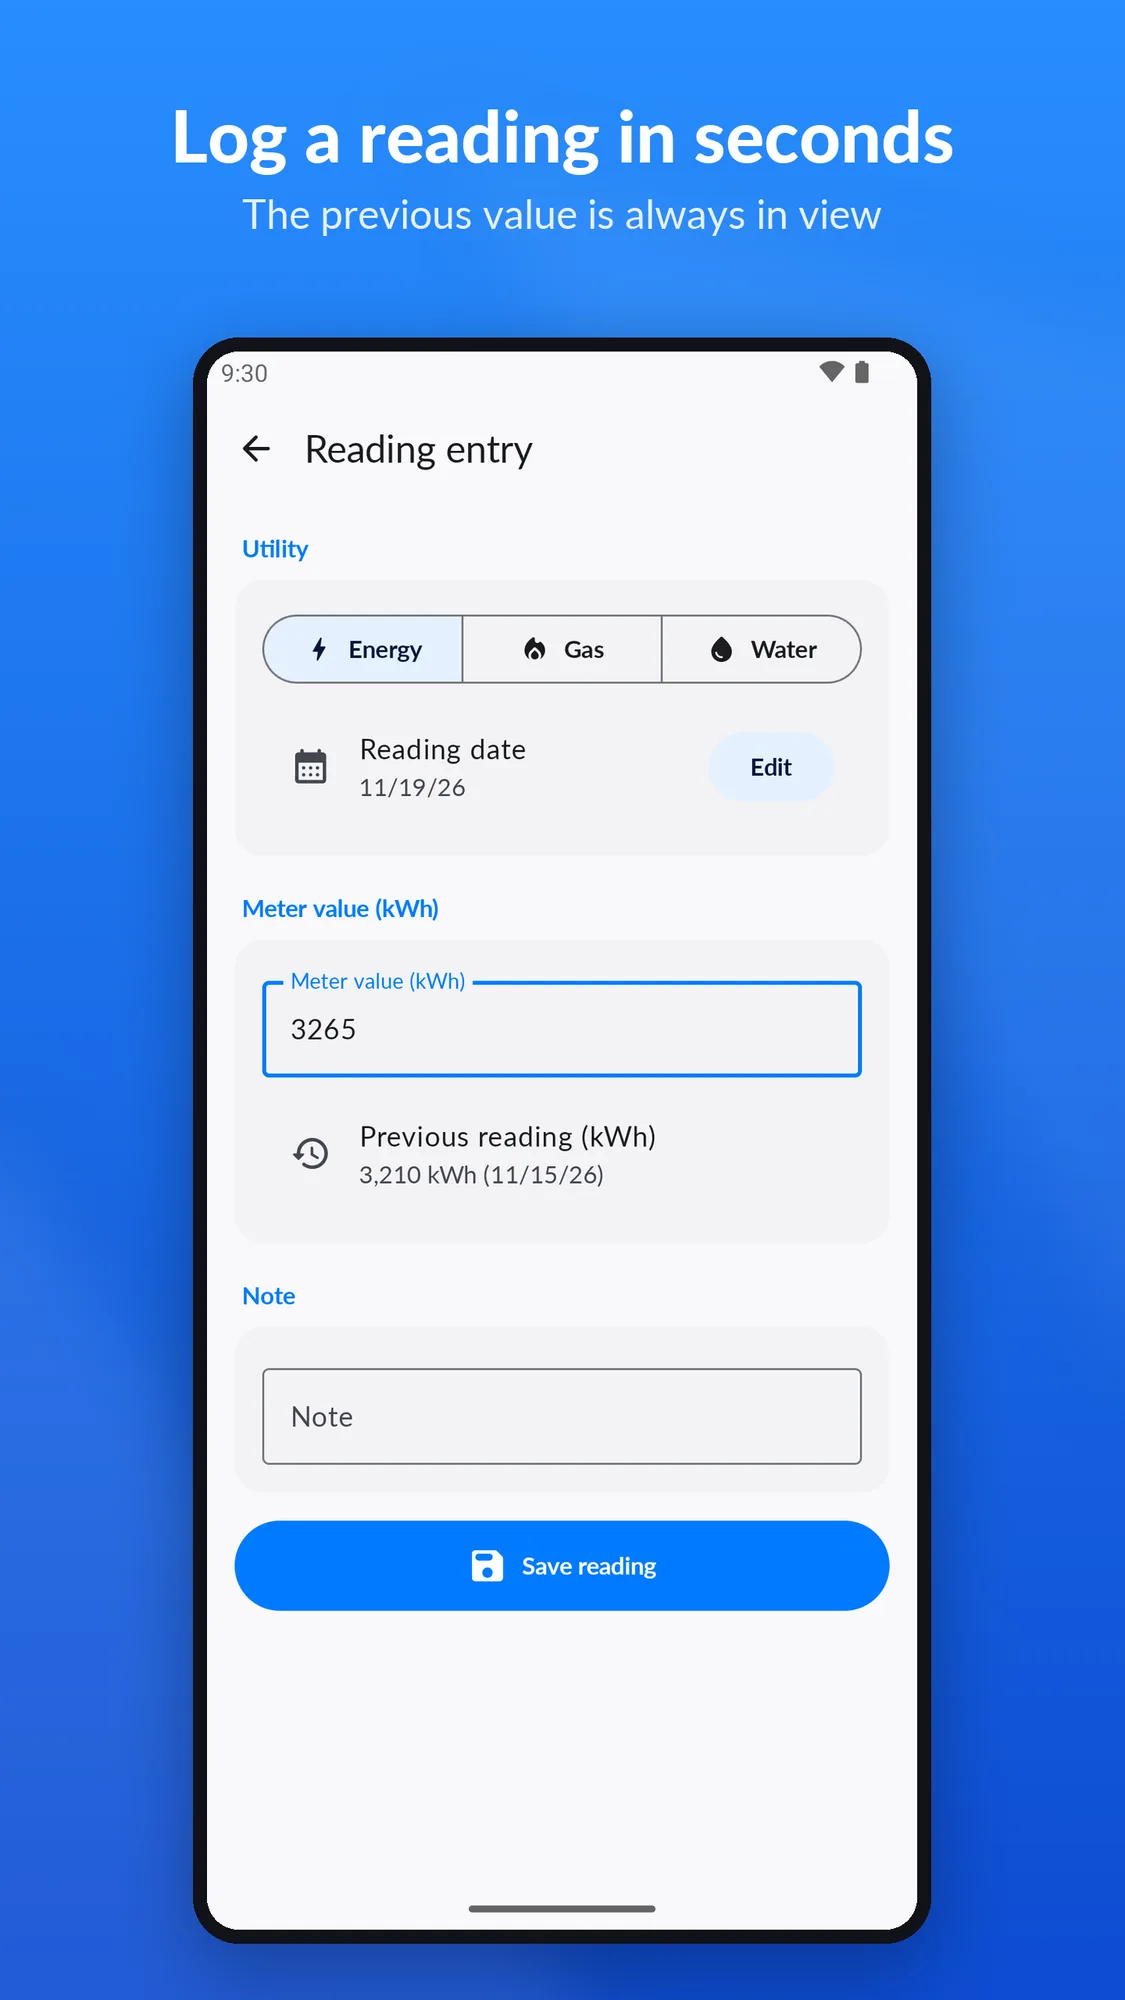 Log a reading in seconds
The previous value is always in view
9:30
Reading entry
Utility
Energy
Gas
Water
Reading date
11/19/26
Edit
Meter value (kWh)
Meter value (kWh)
3265
Previous reading (kWh)
3,210 kWh (11/15/26)
Note
Note
Save reading